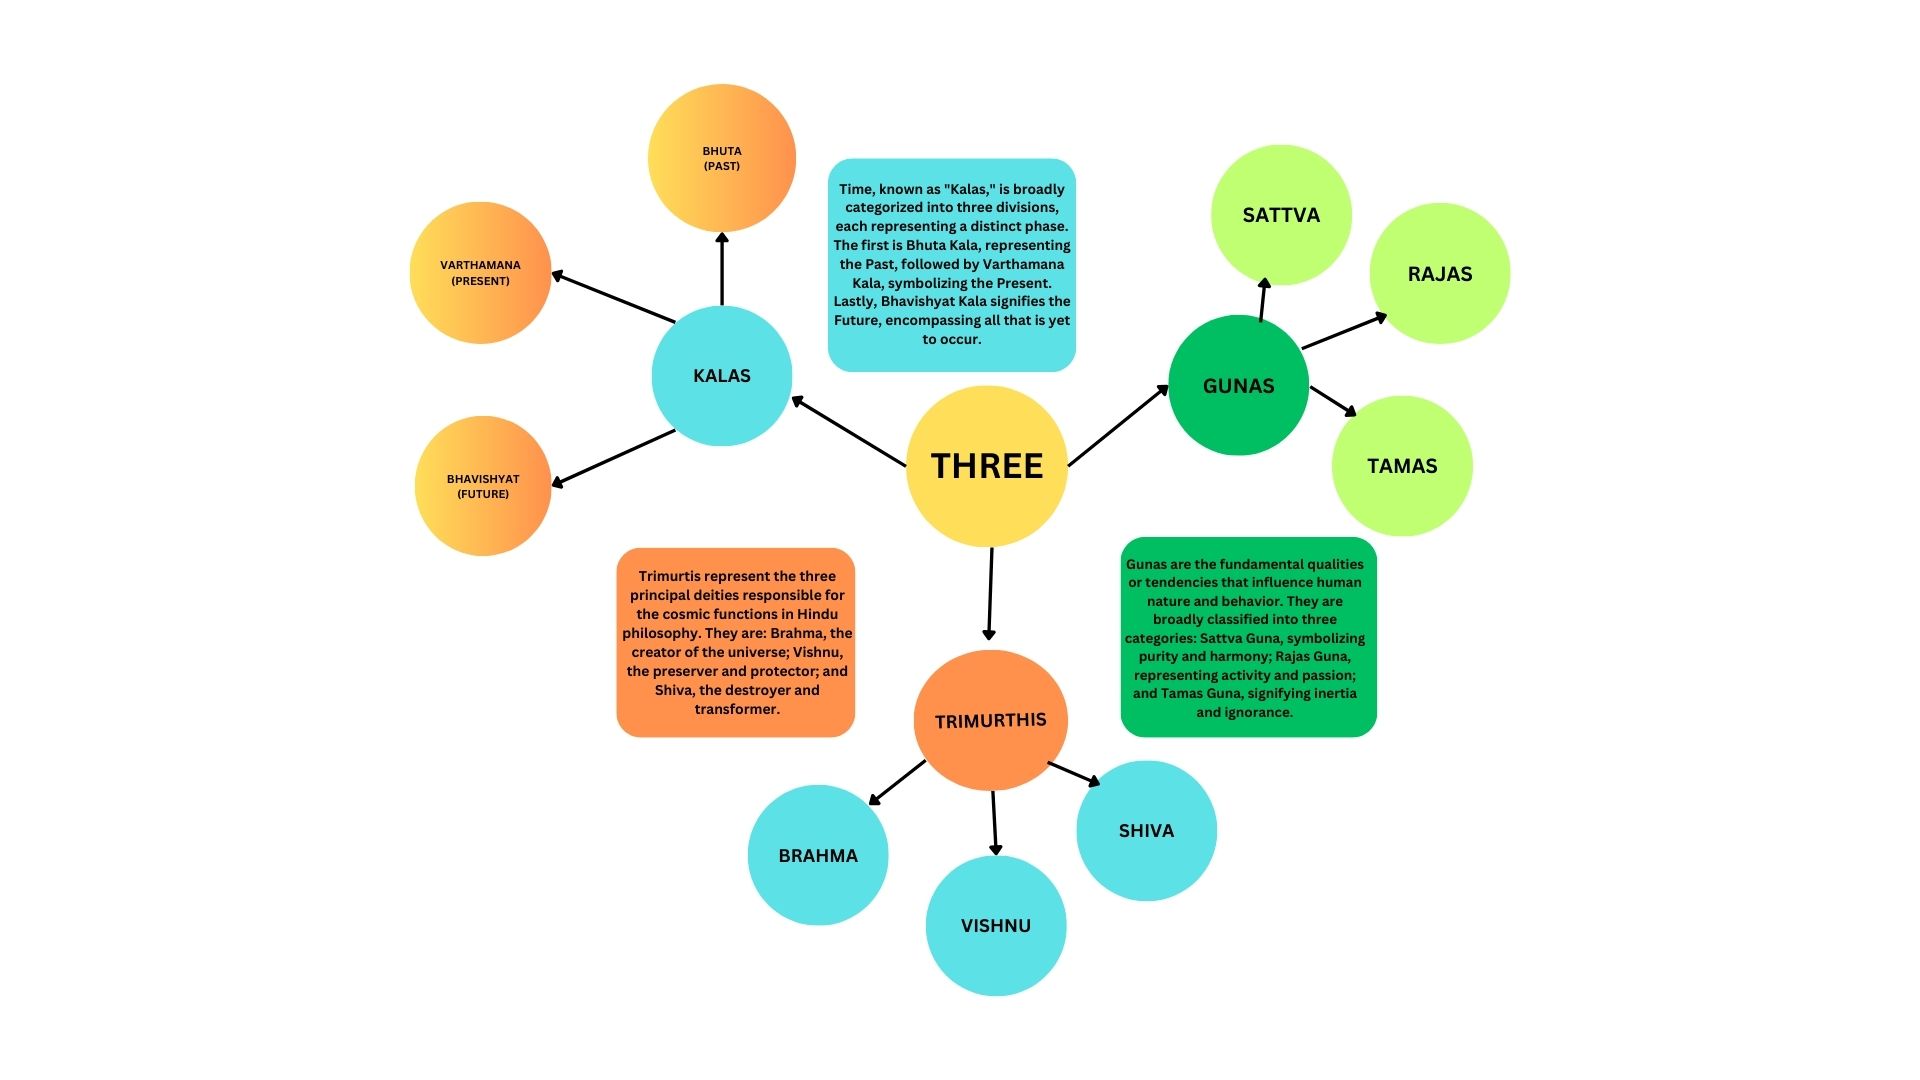 BHUTA
(PAST)
VARTHAMANA
(PRESENT)
BHAVISHYAT
(FUTURE)
KALAS
Time, known as "Kalas," is broadly
categorized into three divisions,
each representing a distinct phase.
The first is Bhuta Kala, representing
the Past, followed by Varthamana
Kala, symbolizing the Present.
Lastly, Bhavishyat Kala signifies the
Future, encompassing all that is yet
to occur.
THREE
SATTVA
RAJAS
GUNAS
TAMAS
Trimurtis represent the three
principal deities responsible for
the cosmic functions in Hindu
philosophy. They are: Brahma, the
creator of the universe; Vishnu,
the preserver and protector; and
Shiva, the destroyer and
transformer.
Gunas are the fundamental qualities
or tendencies that influence human
nature and behavior. They are
broadly classified into three
categories: Sattva Guna, symbolizing
purity and harmony; Rajas Guna,
representing activity and passion;
and Tamas Guna, signifying inertia
and ignorance.
TRIMURTHIS
BRAHMA
VISHNU
SHIVA